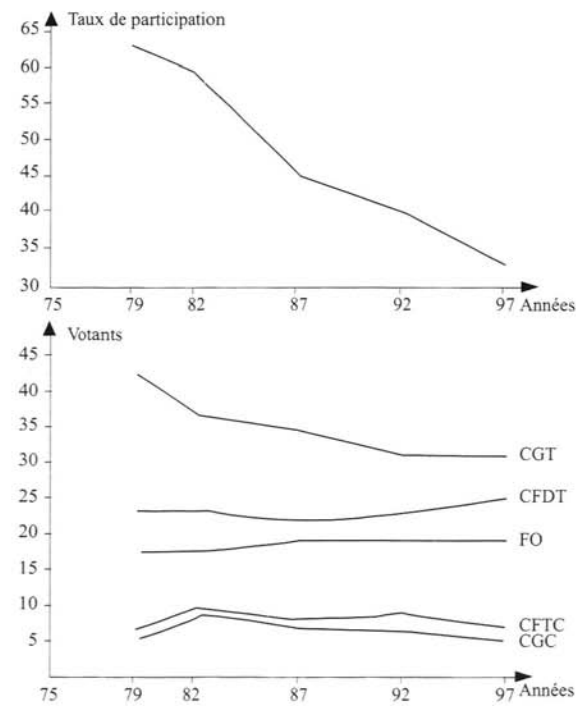 Taux de participation
65
60
55
50
45
40
35
30
75 79 82 87 92 97 Années
Votants
45
40
35
30
25
20
15
10
5
CGT
CFDT
FO
CFTC
CGC
75 79 82 87 92 97 Années